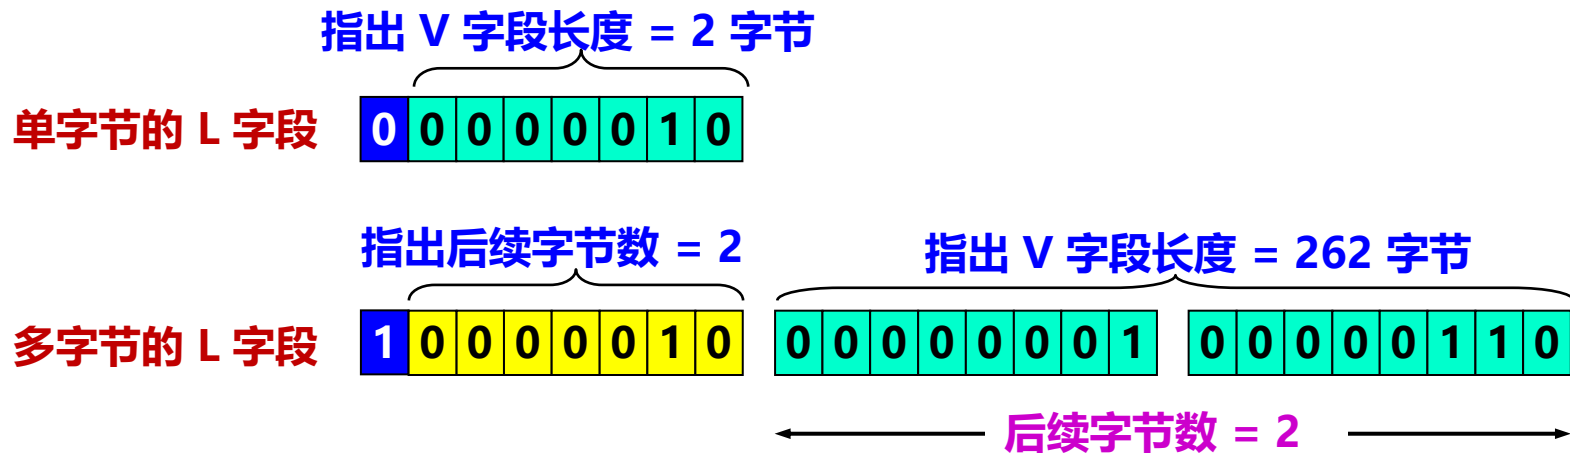 指出 V 字段长度 = 2 字节
单字节的 L 字段 0 0 0 0 0 0 1 0
指出后续字节数 = 2 指出 V 字段长度 = 262 字节
多字节的 L 字段 1 0 0 0 0 0 1 0 0 0 0 0 0 0 0 1 0 0 0 0 0 1 1 0
后续字节数 = 2